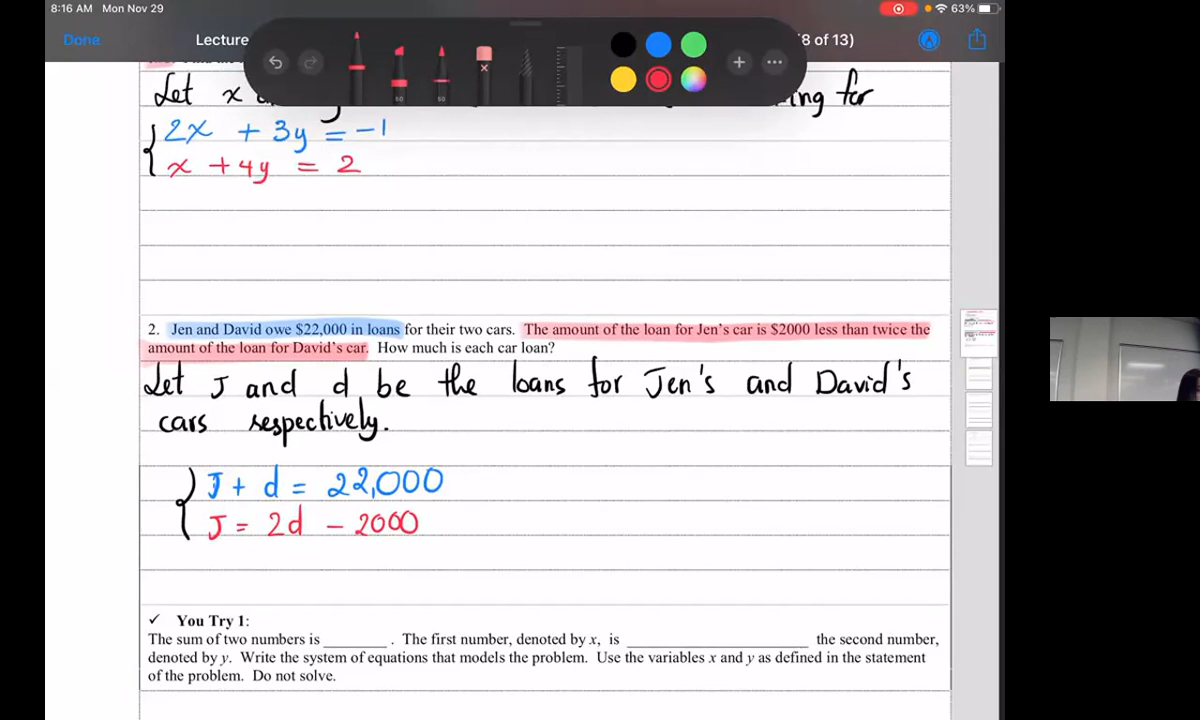 8:16 AM Mon Nov 29
63%
Done
Lecture
(8 of 13)
50
50
Let x ing for
2x + 3y = -1
x + 4y = 2
2. Jen and David owe $22,000 in loans for their two cars. The amount of the loan for Jen's car is $2000 less than twice the
amount of the loan for David's car. How much is each car loan?
Let J and d be the loans for Jen's and David's
cars respectively.
J + d = 22,000
J = 2d - 2000
✓ You Try 1:
The sum of two numbers is ________ . The first number, denoted by x, is ______________________ the second number,
denoted by y. Write the system of equations that models the problem. Use the variables x and y as defined in the statement
of the problem. Do not solve.